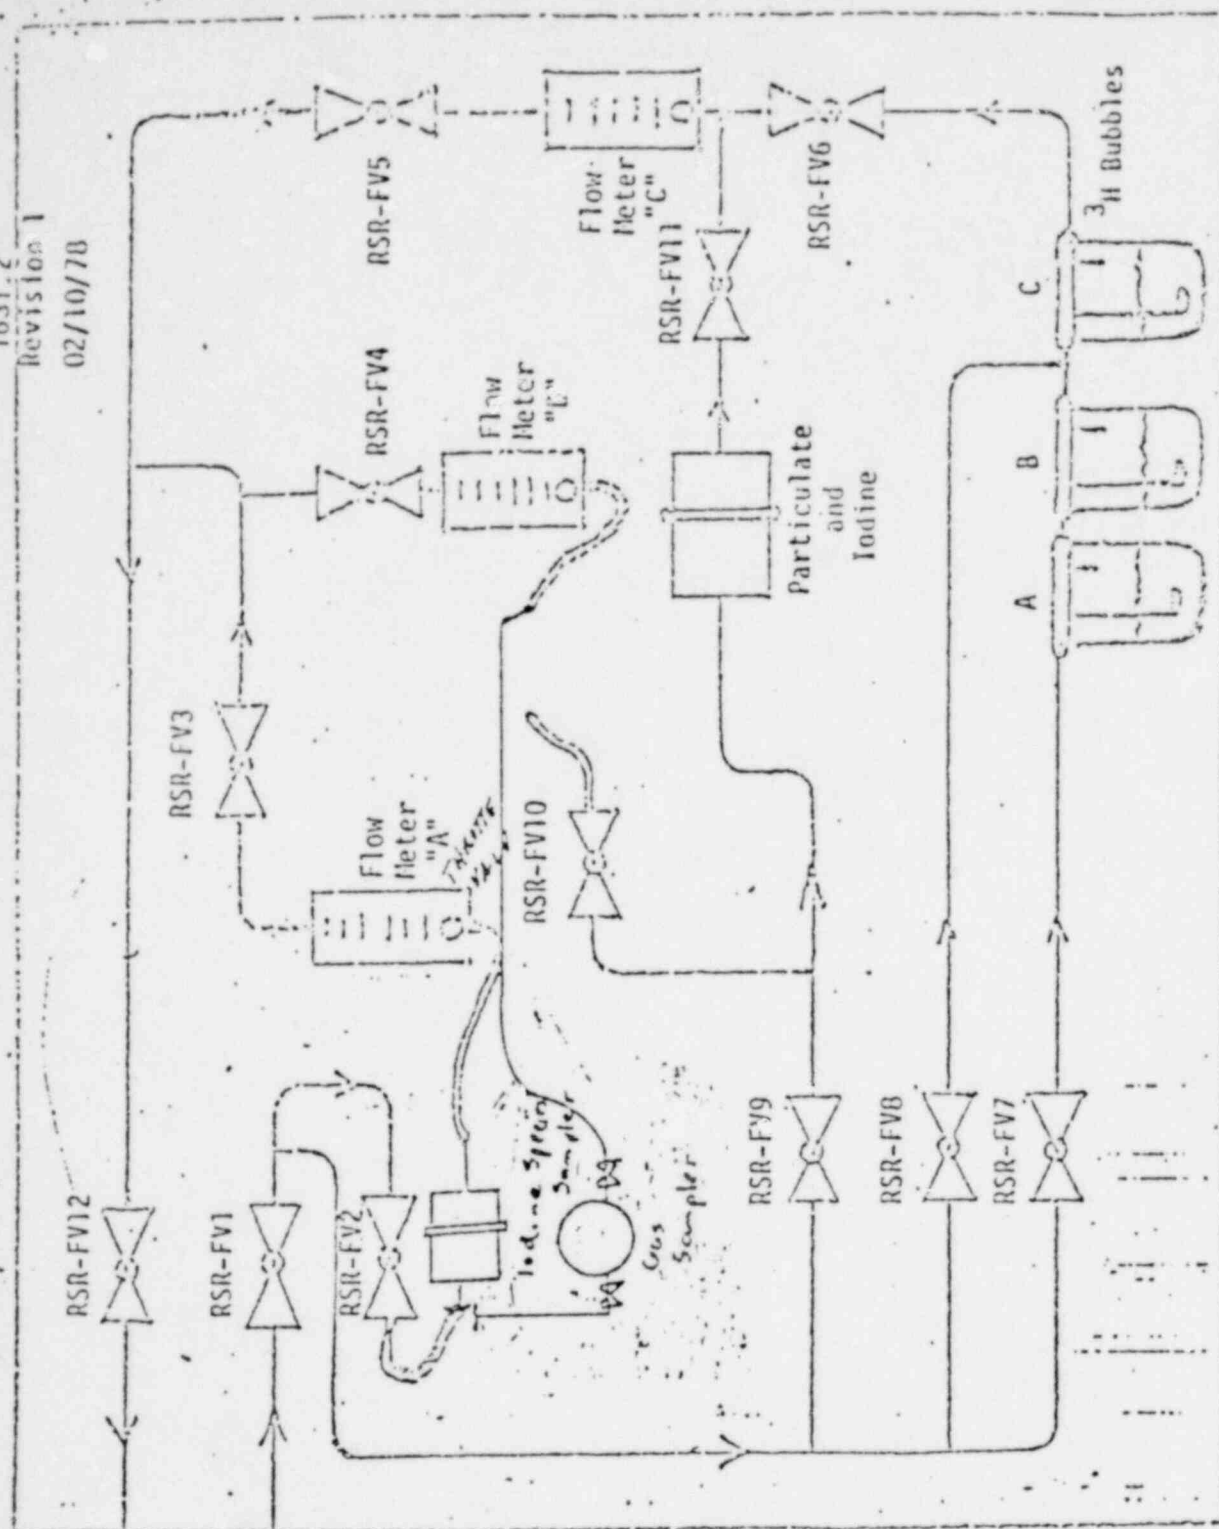 Revision 1
02/10/78
RSR-FV12
RSR-FV1
RSR-FV2
RSR-FV3
RSR-FV4
RSR-FV5
Flow
Meter
"A"
Flow
Meter
Flow
Meter
"C"
Iodine
Sampler
Gas
Sampler
RSR-FV10
RSR-FV11
RSR-FV6
Particulate
and
Iodine
RSR-FV9
RSR-FV8
RSR-FV7
A
B
C
3H Bubbles